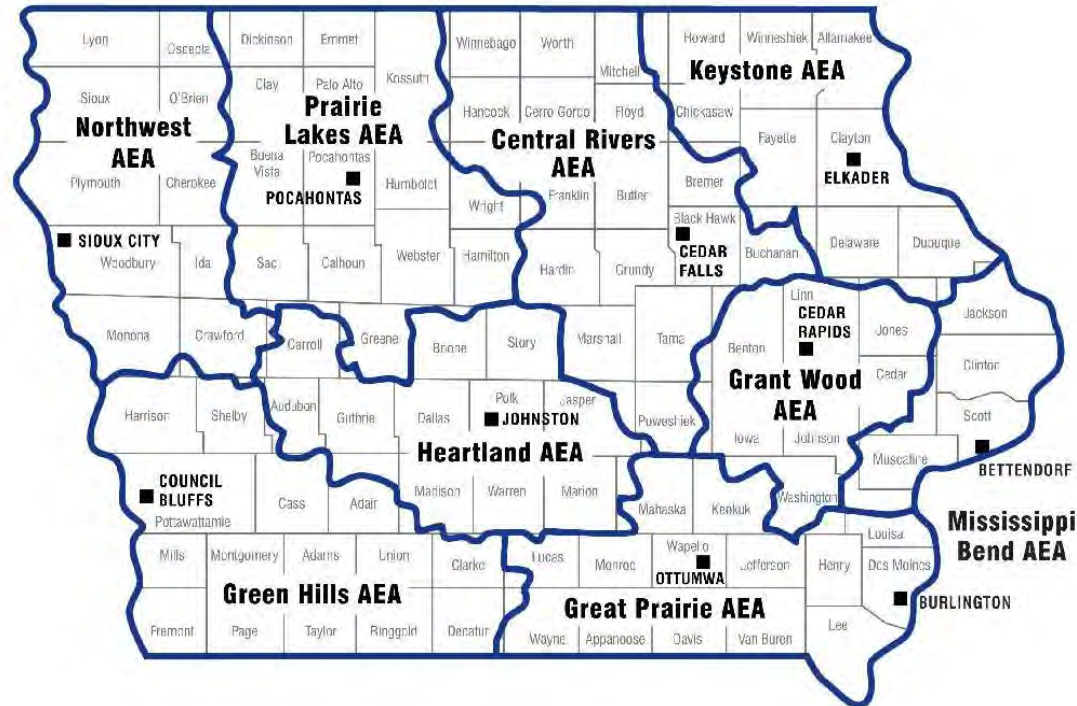 Lyon
Osceola
Dickinson
Emmet
Winnebago
Worth
Mitchell
Howard
Winneshiek
Allamakee
Keystone AEA
Sioux
O'Brien
Clay
Palo Alto
Kossuth
Hancock
Cerro Gorco
Floyd
Chickasaw
Northwest
AEA
Prairie
Lakes AEA
Central Rivers
AEA
Fayette
Clayton
ELKADER
Plymouth
Cherokee
Buena
Vista
Pocahontas
POCAHONTAS
Humboldt
Wright
Franklin
Butler
Bremer
Black Hawk
CEDAR
FALLS
Buchanan
Delaware
Dubuque
SIOUX CITY
Woodbury
Ida
Sac
Calhoun
Webster
Hamilton
Hardin
Grundy
Monona
Crawford
Carroll
Greene
Boone
Story
Marshall
Tama
Benton
Linn
CEDAR
RAPIDS
Jones
Jackson
Grant Wood
AEA
Cedar
Clinton
Harrison
Shelby
Audubon
Guthrie
Dallas
Polk
JOHNSTON
Jasper
Poweshiek
Iowa
Johnson
Scott
Muscatine
BETTENDORF
Heartland AEA
COUNCIL
BLUFFS
Pottawattamie
Cass
Adair
Madison
Warren
Marion
Mahaska
Keokuk
Washington
Louisa
Mississippi
Bend AEA
Mills
Montgomery
Adams
Union
Clarke
Lucas
Monroe
Wapello
OTTUMWA
Jefferson
Henry
Des Moines
BURLINGTON
Green Hills AEA
Great Prairie AEA
Fremont
Page
Taylor
Ringgold
Decatur
Wayne
Appanoose
Davis
Van Buren
Lee